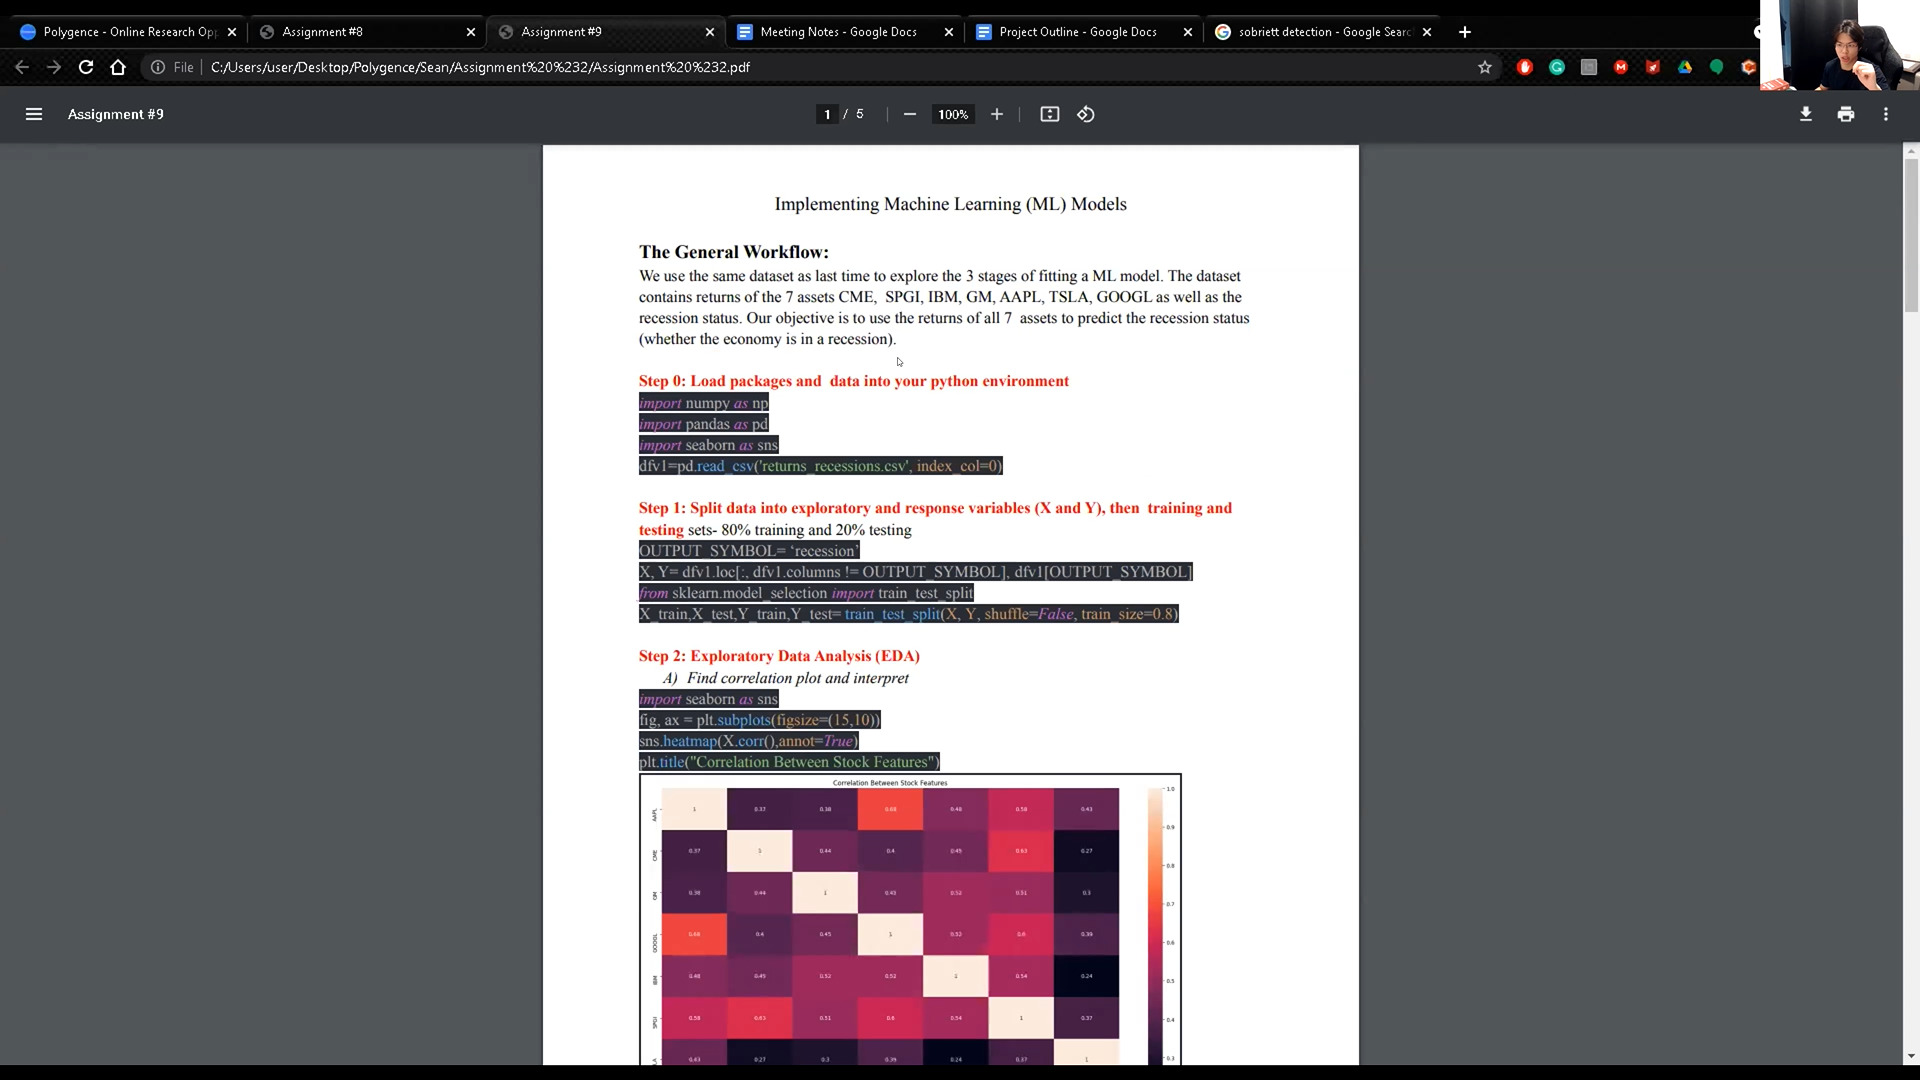 Polygence - Online Research Opp
Assignment #8
Assignment #9
Meeting Notes - Google Docs
Project Outline - Google Docs
sobriett detection - Google Searc
File
C:/Users/user/Desktop/Polygence/Sean/Assignment%20%232/Assignment%20%232.pdf
Assignment #9
1 / 5
100%
Implementing Machine Learning (ML) Models
The General Workflow:
We use the same dataset as last time to explore the 3 stages of fitting a ML model. The dataset
contains returns of the 7 assets CME, SPGI, IBM, GM, AAPL, TSLA, GOOGL as well as the
recession status. Our objective is to use the returns of all 7 assets to predict the recession status
(whether the economy is in a recession).
Step 0: Load packages and data into your python environment
import numpy as np
import pandas as pd
import seaborn as sns
dfv1=pd.read_csv('returns_recessions.csv', index_col=0)
Step 1: Split data into exploratory and response variables (X and Y), then training and
testing sets- 80% training and 20% testing
OUTPUT_SYMBOL= ‘recession’
X, Y= dfv1.loc[:, dfv1.columns != OUTPUT_SYMBOL], dfv1[OUTPUT_SYMBOL]
from sklearn.model_selection import train_test_split
X_train,X_test,Y_train,Y_test= train_test_split(X, Y, shuffle=False, train_size=0.8)
Step 2: Exploratory Data Analysis (EDA)
A) Find correlation plot and interpret
import seaborn as sns
fig, ax = plt.subplots(figsize=(15,10))
sns.heatmap(X.corr(),annot=True)
plt.title("Correlation Between Stock Features")
Correlation Between Stock Features
AAPL 1 0.37 0.38 0.68 0.48 0.58 0.43
CME 0.37 1 0.44 0.4 0.45 0.63 0.27
GM 0.38 0.44 1 0.45 0.52 0.51 0.3
GOOGL 0.68 0.4 0.45 1 0.52 0.6 0.39
IBM 0.48 0.45 0.52 0.52 1 0.54 0.24
SPGI 0.58 0.63 0.51 0.6 0.54 1 0.37
0.43 0.27 0.3 0.39 0.24 0.37 1
1.0
0.9
0.8
0.7
0.6
0.5
0.4
0.3